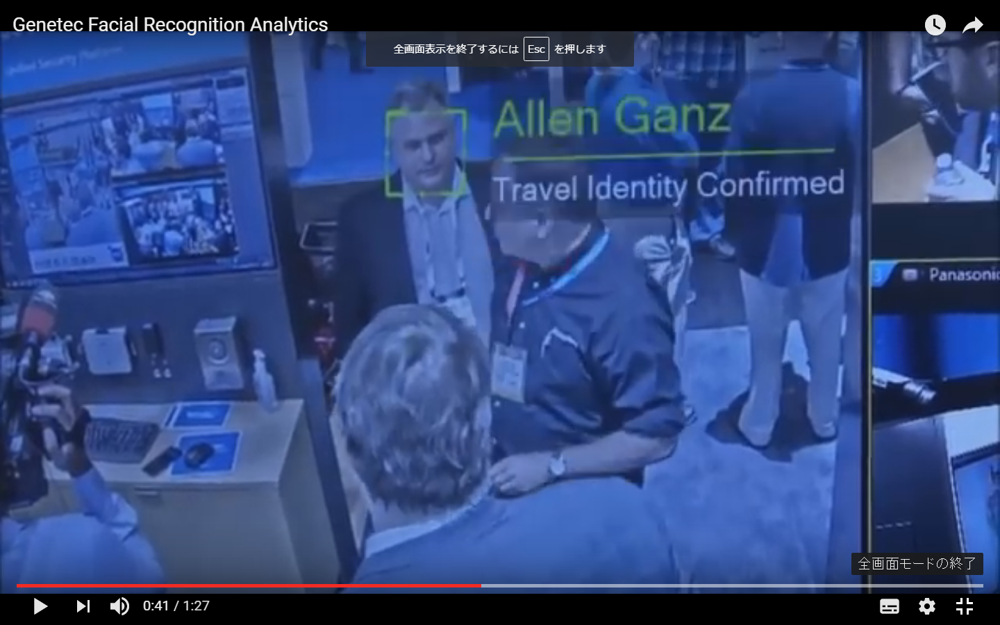 Genetec Facial Recognition Analytics
全画面表示を終了するには Esc を押します
Allen Ganz
Travel Identity Confirmed
Panasonic
全画面モードの終了
0:41 / 1:27